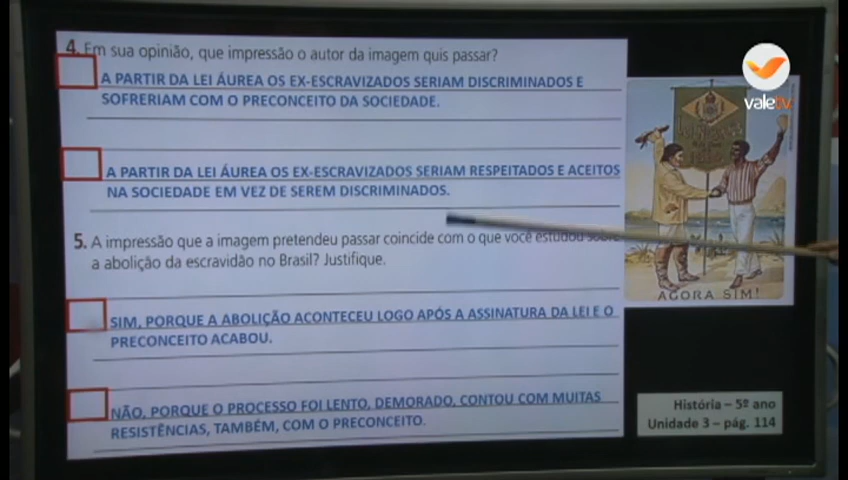 4. Em sua opinião, que impressão o autor da imagem quis passar?
A PARTIR DA LEI ÁUREA OS EX-ESCRAVIZADOS SERIAM DISCRIMINADOS E
SOFRERIAM COM O PRECONCEITO DA SOCIEDADE.
A PARTIR DA LEI ÁUREA OS EX-ESCRAVIZADOS SERIAM RESPEITADOS E ACEITOS
NA SOCIEDADE EM VEZ DE SEREM DISCRIMINADOS.
5. A impressão que a imagem pretendeu passar coincide com o que você estudou sobre
a abolição da escravidão no Brasil? Justifique.
SIM, PORQUE A ABOLIÇÃO ACONTECEU LOGO APÓS A ASSINATURA DA LEI E O
PRECONCEITO ACABOU.
NÃO, PORQUE O PROCESSO FOI LENTO, DEMORADO, CONTOU COM MUITAS
RESISTÊNCIAS, TAMBÉM, COM O PRECONCEITO.
valetv
AGORA SIM!
História – 5º ano
Unidade 3 – pág. 114